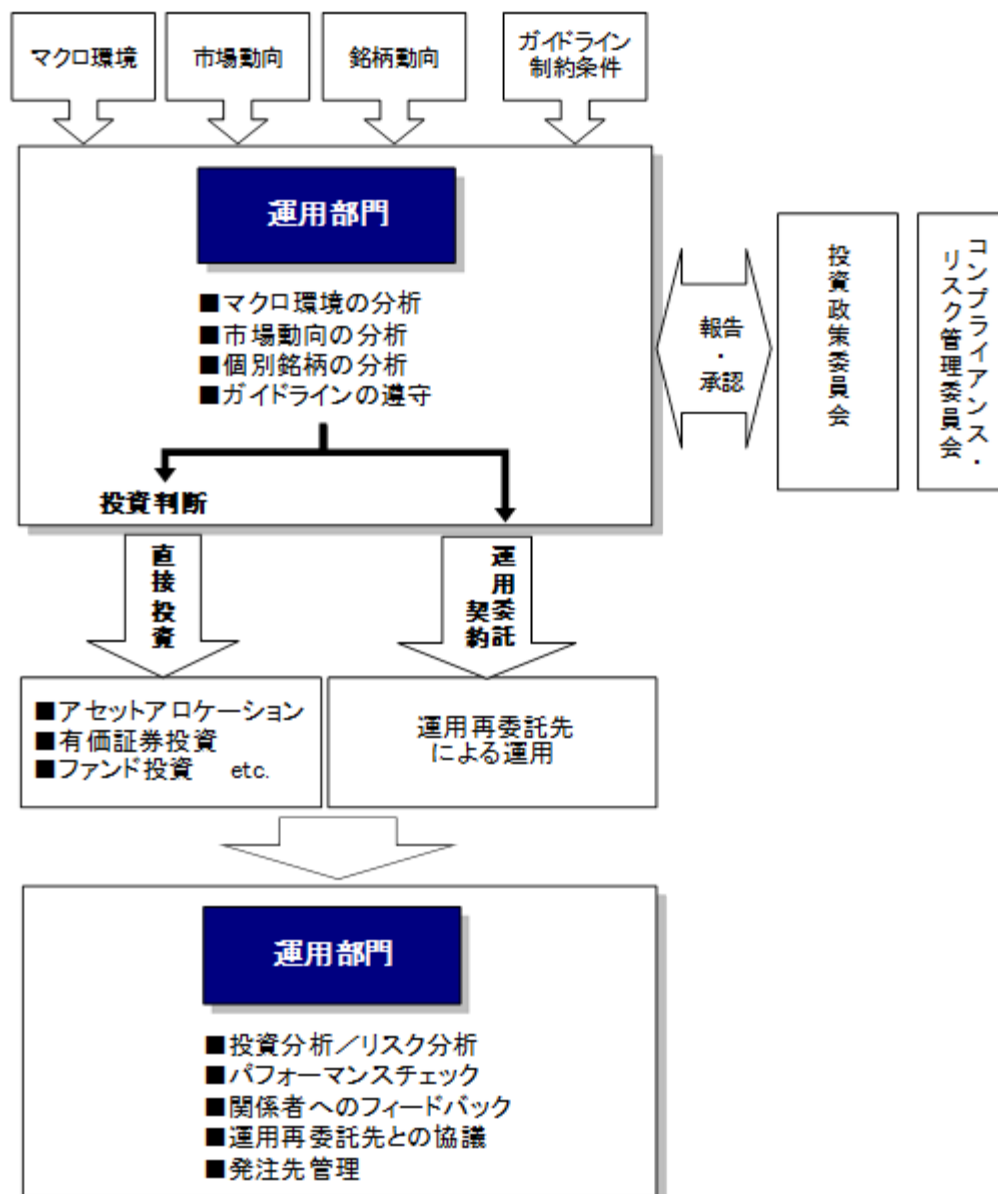 マクロ環境
市場動向
銘柄動向
ガイドライン
制約条件
運用部門
■マクロ環境の分析
■市場動向の分析
■個別銘柄の分析
■ガイドラインの遵守
報告
・
承認
投資政策委員会
コンプライアンス・
リスク管理委員会
投資判断
直接投資
運用委託
契約
■アセットアロケーション
■有価証券投資
■ファンド投資 etc.
運用再委託先
による運用
運用部門
■投資分析／リスク分析
■パフォーマンスチェック
■関係者へのフィードバック
■運用再委託先との協議
■発注先管理